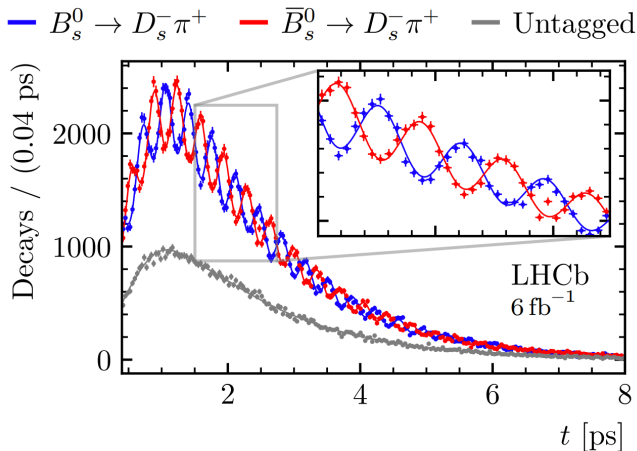 B_s^0 → D_s^- π^+ B̅_s^0 → D_s^- π^+ Untagged
Decays / (0.04 ps)
2000
1000
0
LHCb
6 fb⁻¹
2 4 6 8
t [ps]